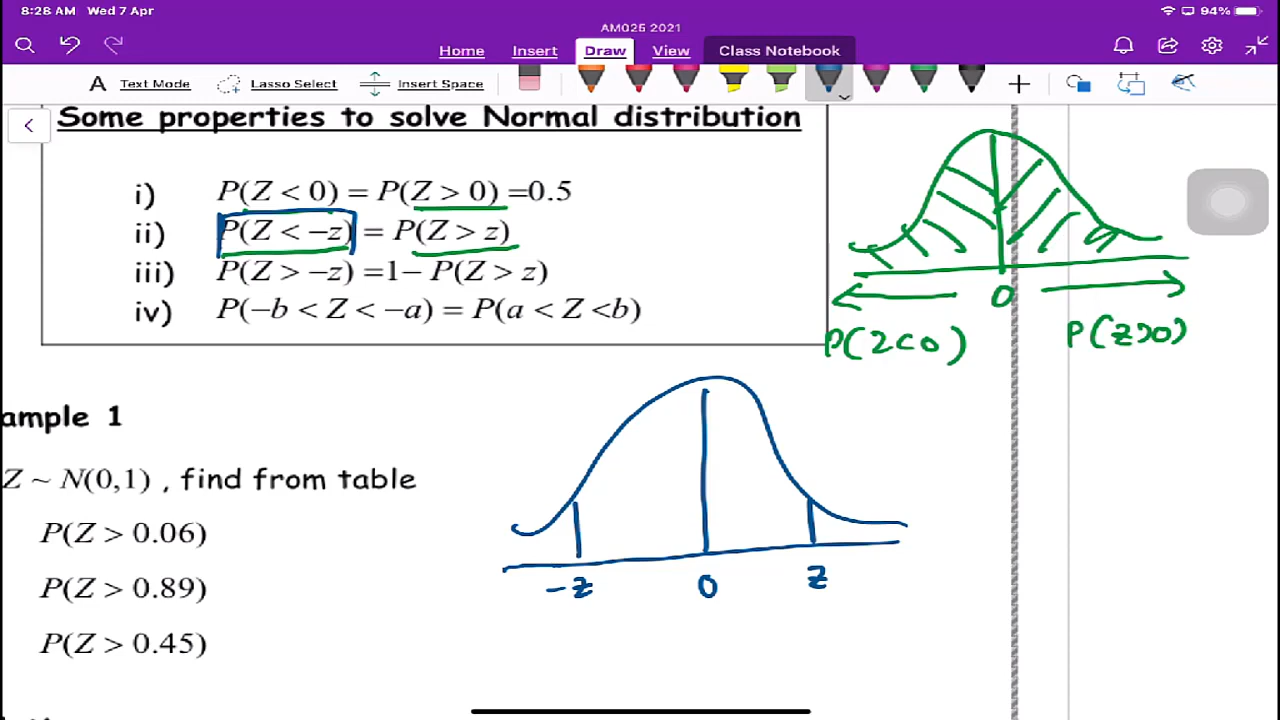 8:28 AM Wed 7 Apr
94%
AM025 2021
Home Insert Draw View Class Notebook
A Text Mode Lasso Select Insert Space
Some properties to solve Normal distribution
i) P(Z < 0) = P(Z > 0) =0.5
ii) P(Z < −z) = P(Z > z)
iii) P(Z > −z) =1− P(Z > z)
iv) P(−b < Z < −a) = P(a < Z <b)
0
P(Z<0) P(Z>0)
ample 1
Z ~ N(0,1) , find from table
P(Z > 0.06)
P(Z > 0.89)
P(Z > 0.45)
−z 0 z